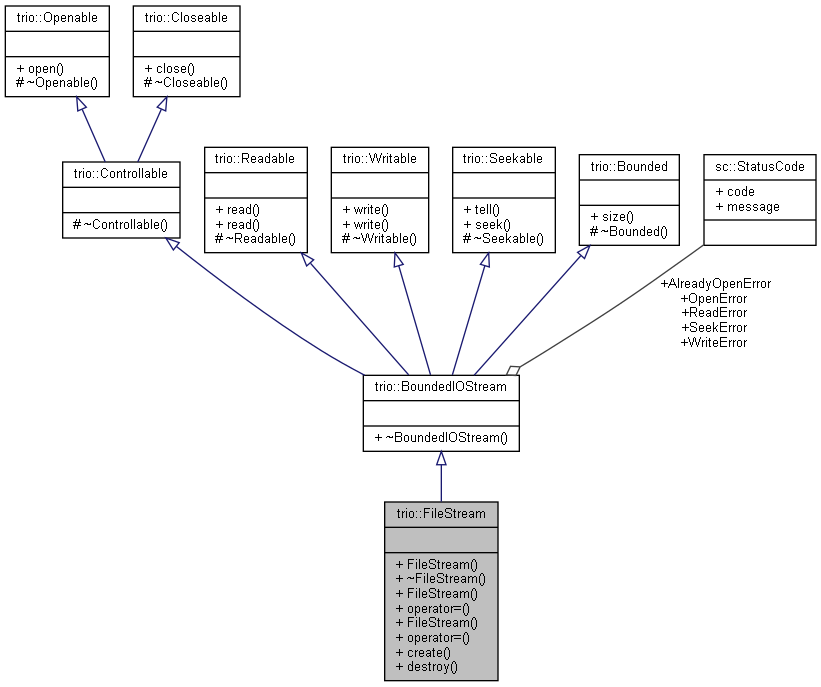 trio::Openable
+ open()
# ~Openable()
trio::Closeable
+ close()
# ~Closeable()
trio::Controllable
# ~Controllable()
trio::Readable
+ read()
+ read()
# ~Readable()
trio::Writable
+ write()
+ write()
# ~Writable()
trio::Seekable
+ tell()
+ seek()
# ~Seekable()
trio::Bounded
+ size()
# ~Bounded()
sc::StatusCode
+ code
+ message
+AlreadyOpenError
+OpenError
+ReadError
+SeekError
+WriteError
trio::BoundedIOStream
+ ~BoundedIOStream()
trio::FileStream
+ FileStream()
+ ~FileStream()
+ FileStream()
+ operator=()
+ FileStream()
+ operator=()
+ create()
+ destroy()